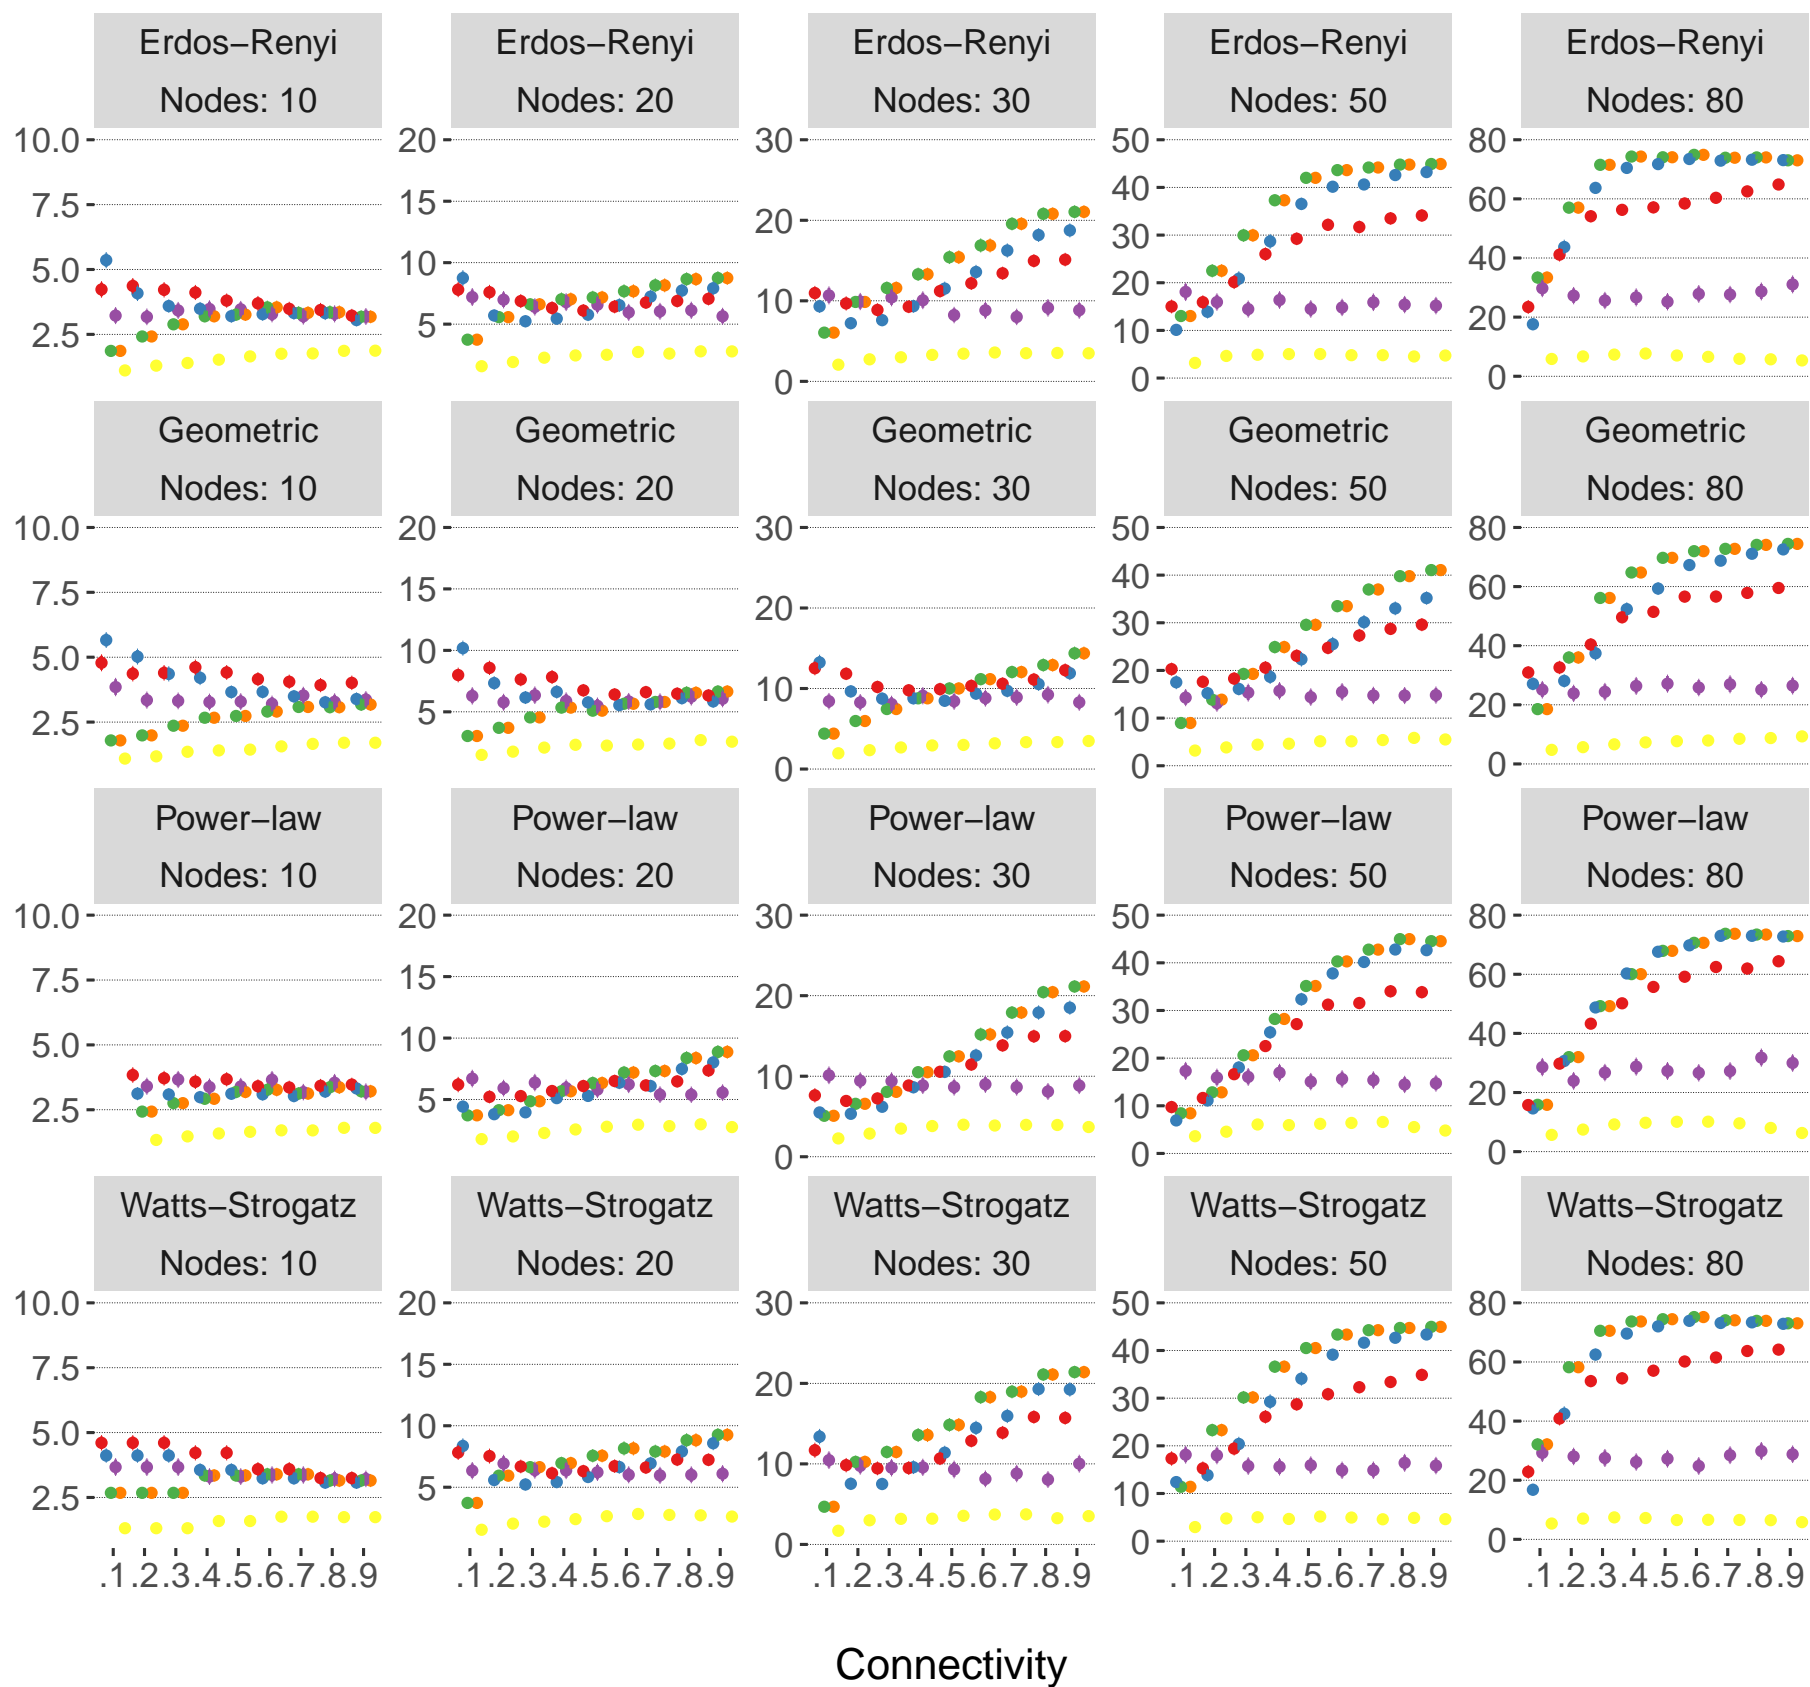 Erdos−Renyi Erdos−Renyi Erdos−Renyi Erdos−Renyi Erdos−Renyi
Nodes: 10 Nodes: 20 Nodes: 30 Nodes: 50 Nodes: 80
10.0 20 30 50 80
7.5 15 20 40 60
5.0 10 10 30 40
2.5 5 0 20 20
10 0
0
Geometric Geometric Geometric Geometric Geometric
Nodes: 10 Nodes: 20 Nodes: 30 Nodes: 50 Nodes: 80
10.0 20 30 50 80
7.5 15 20 40 60
5.0 10 10 30 40
2.5 5 0 20 20
10 0
0
Power−law Power−law Power−law Power−law Power−law
Nodes: 10 Nodes: 20 Nodes: 30 Nodes: 50 Nodes: 80
10.0 20 30 50 80
7.5 15 20 40 60
5.0 10 10 30 40
2.5 5 0 20 20
10 0
0
Watts−Strogatz Watts−Strogatz Watts−Strogatz Watts−Strogatz Watts−Strogatz
Nodes: 10 Nodes: 20 Nodes: 30 Nodes: 50 Nodes: 80
10.0 20 30 50 80
7.5 15 20 40 60
5.0 10 10 30 40
2.5 5 0 20 20
10 0
0
.1.2.3.4.5.6.7.8.9 .1.2.3.4.5.6.7.8.9 .1.2.3.4.5.6.7.8.9 .1.2.3.4.5.6.7.8.9 .1.2.3.4.5.6.7.8.9
Connectivity